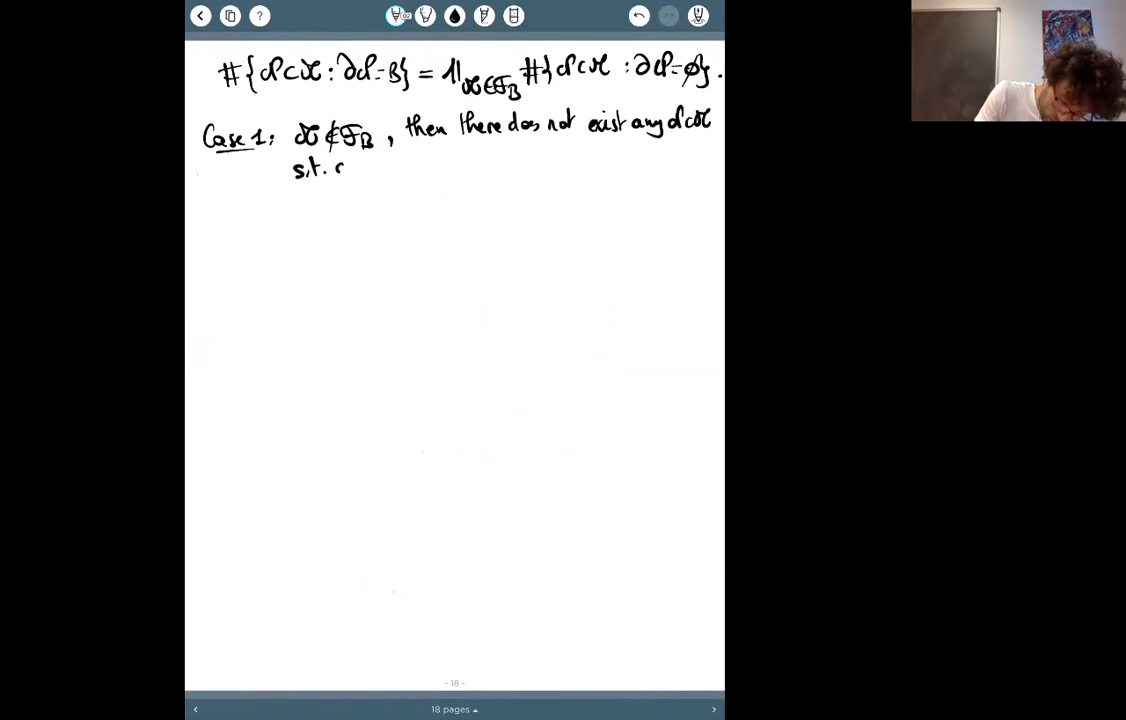 #{𝒫⊂ℋ : ∂𝒫=B} = 𝟙_{ℋ∈ℱ_B} #{𝒫⊂ℋ : ∂𝒫=∅}.
Case 1: ℋ∉ℱ_B, then there does not exist any 𝒫⊂ℋ
s.t.
- 18 -
18 pages